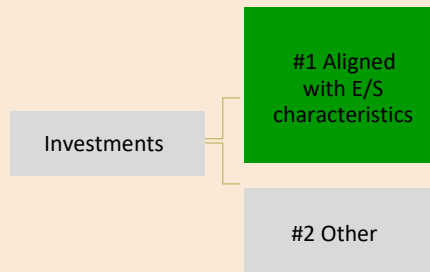 #1 Aligned
with E/S
characteristics
Investments
#2 Other